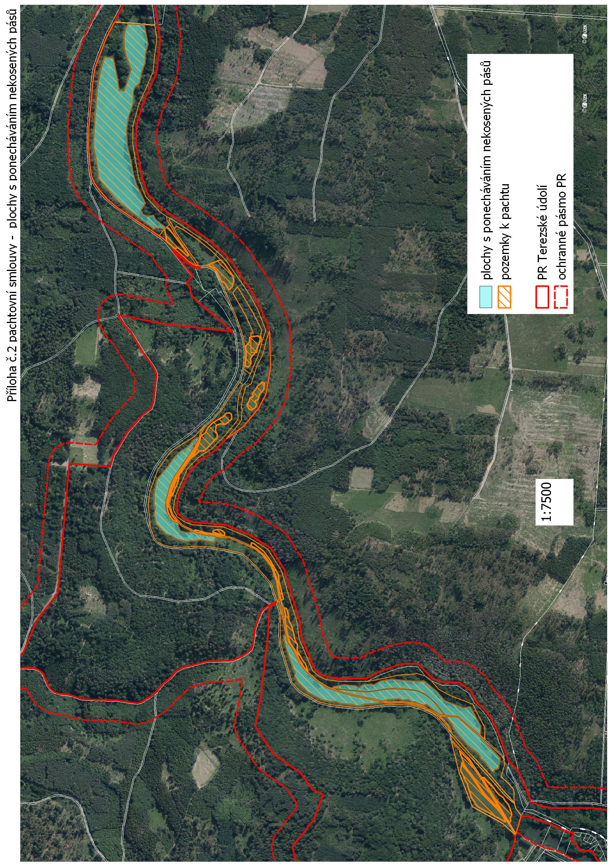 Příloha č.2 pachtovní smlouvy - plochy s ponecháváním nekosených pásů
plochy s ponecháváním nekosených pásů
pozemky k pachtu
PR Terezské údolí
ochranné pásmo PR
1:7500